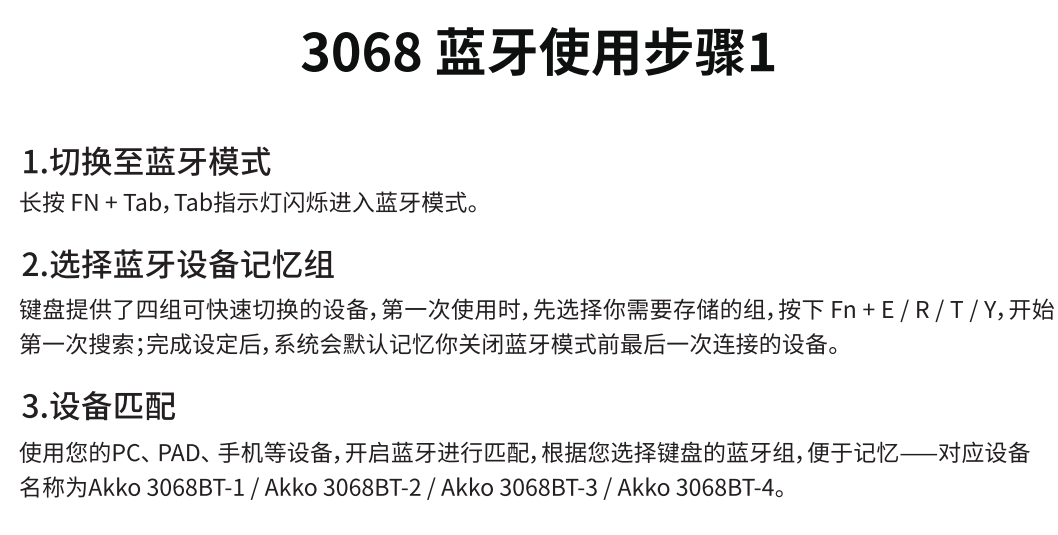 3068 蓝牙使用步骤1
1.切换至蓝牙模式
长按 FN + Tab，Tab指示灯闪烁进入蓝牙模式。
2.选择蓝牙设备记忆组
键盘提供了四组可快速切换的设备，第一次使用时，先选择你需要存储的组，按下 Fn + E / R / T / Y，开始
第一次搜索；完成设定后，系统会默认记忆你关闭蓝牙模式前最后一次连接的设备。
3.设备匹配
使用您的PC、PAD、手机等设备，开启蓝牙进行匹配，根据您选择键盘的蓝牙组，便于记忆——对应设备
名称为Akko 3068BT-1 / Akko 3068BT-2 / Akko 3068BT-3 / Akko 3068BT-4。